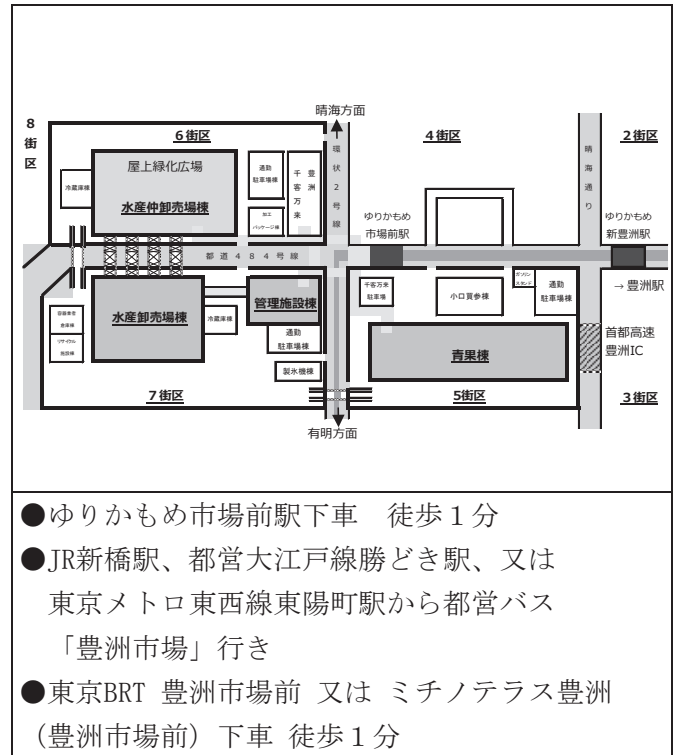 晴海方面
8街区
6街区
4街区
2街区
屋上緑化広場
水産仲卸売場棟
冷蔵庫棟
通勤
駐車場棟
加工
パッケージ棟
豊洲
千客万来
環状2号線
晴海通り
ゆりかもめ
市場前駅
ゆりかもめ
新豊洲駅
都道484号線
→豊洲駅
水産卸売場棟
冷蔵庫棟
管理施設棟
通勤
駐車場棟
製氷機棟
リサイクル
施設棟
千客万来
駐車場
小口買参棟
ガソリン
スタンド
通勤
駐車場棟
青果棟
首都高速
豊洲IC
7街区
5街区
3街区
有明方面
●ゆりかもめ市場前駅下車 徒歩1分
●JR新橋駅、都営大江戸線勝どき駅、又は
東京メトロ東西線東陽町駅から都営バス
「豊洲市場」行き
●東京BRT 豊洲市場前 又は ミチノテラス豊洲
(豊洲市場前) 下車 徒歩1分